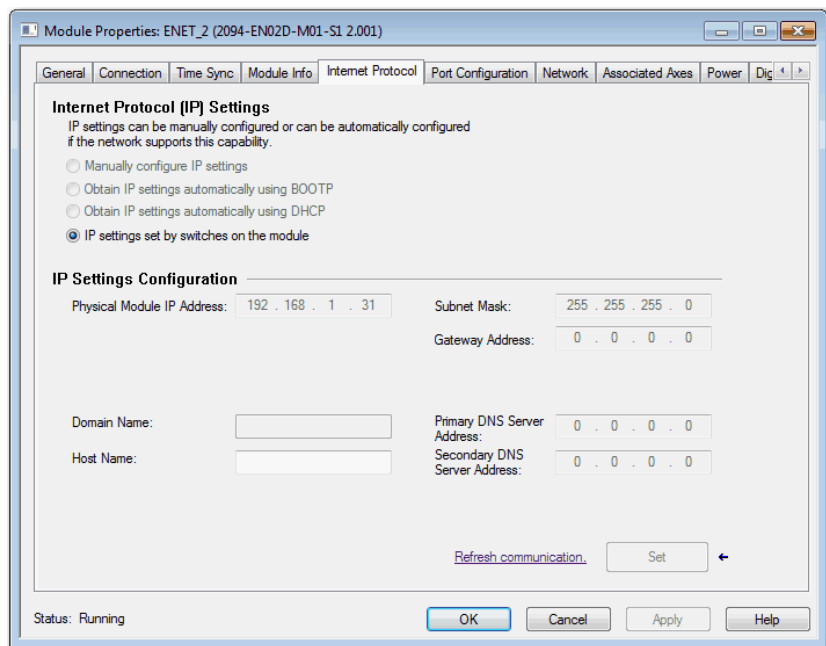 Module Properties: ENET_2 (2094-EN02D-M01-S1 2.001)
General Connection Time Sync Module Info Internet Protocol Port Configuration Network Associated Axes Power Dig
Internet Protocol (IP) Settings
IP settings can be manually configured or can be automatically configured
if the network supports this capability.
Manually configure IP settings
Obtain IP settings automatically using BOOTP
Obtain IP settings automatically using DHCP
IP settings set by switches on the module
IP Settings Configuration
Physical Module IP Address: 192 . 168 . 1 . 31 Subnet Mask: 255 . 255 . 255 . 0
Gateway Address: 0 . 0 . 0 . 0
Domain Name: Primary DNS Server
Address: 0 . 0 . 0 . 0
Host Name: Secondary DNS
Server Address: 0 . 0 . 0 . 0
Refresh communication. Set
Status: Running OK Cancel Apply Help